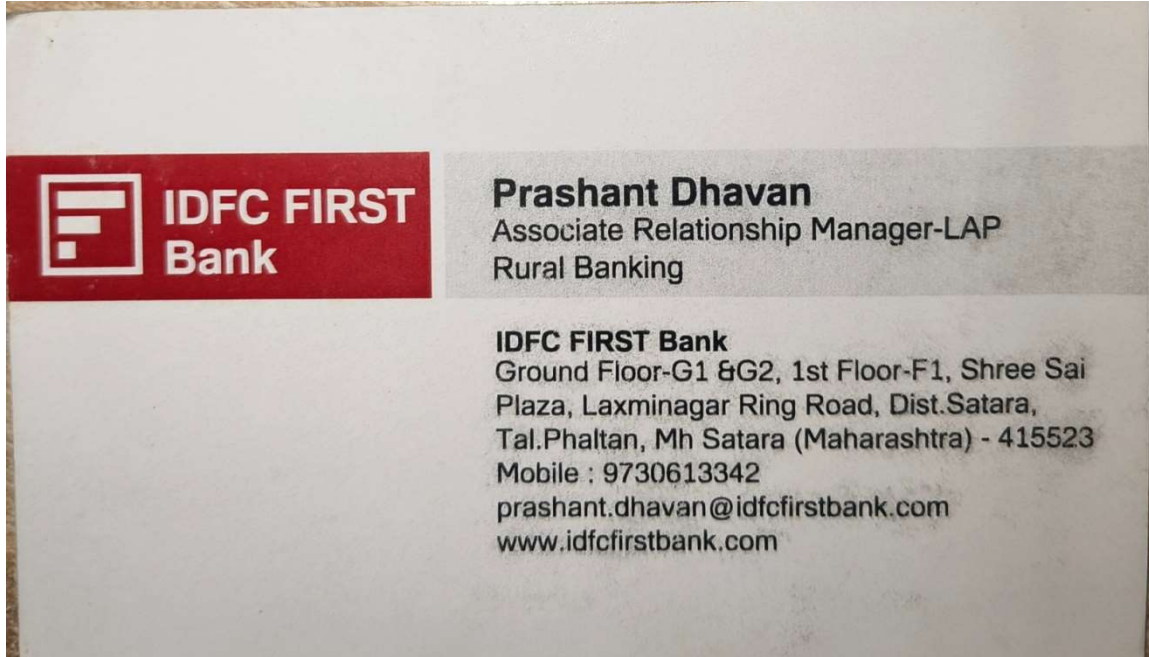 IDFC FIRST
Bank
Prashant Dhavan
Associate Relationship Manager-LAP
Rural Banking
IDFC FIRST Bank
Ground Floor-G1 &G2, 1st Floor-F1, Shree Sai
Plaza, Laxminagar Ring Road, Dist.Satara,
Tal.Phaltan, Mh Satara (Maharashtra) - 415523
Mobile : 9730613342
prashant.dhavan@idfcfirstbank.com
www.idfcfirstbank.com